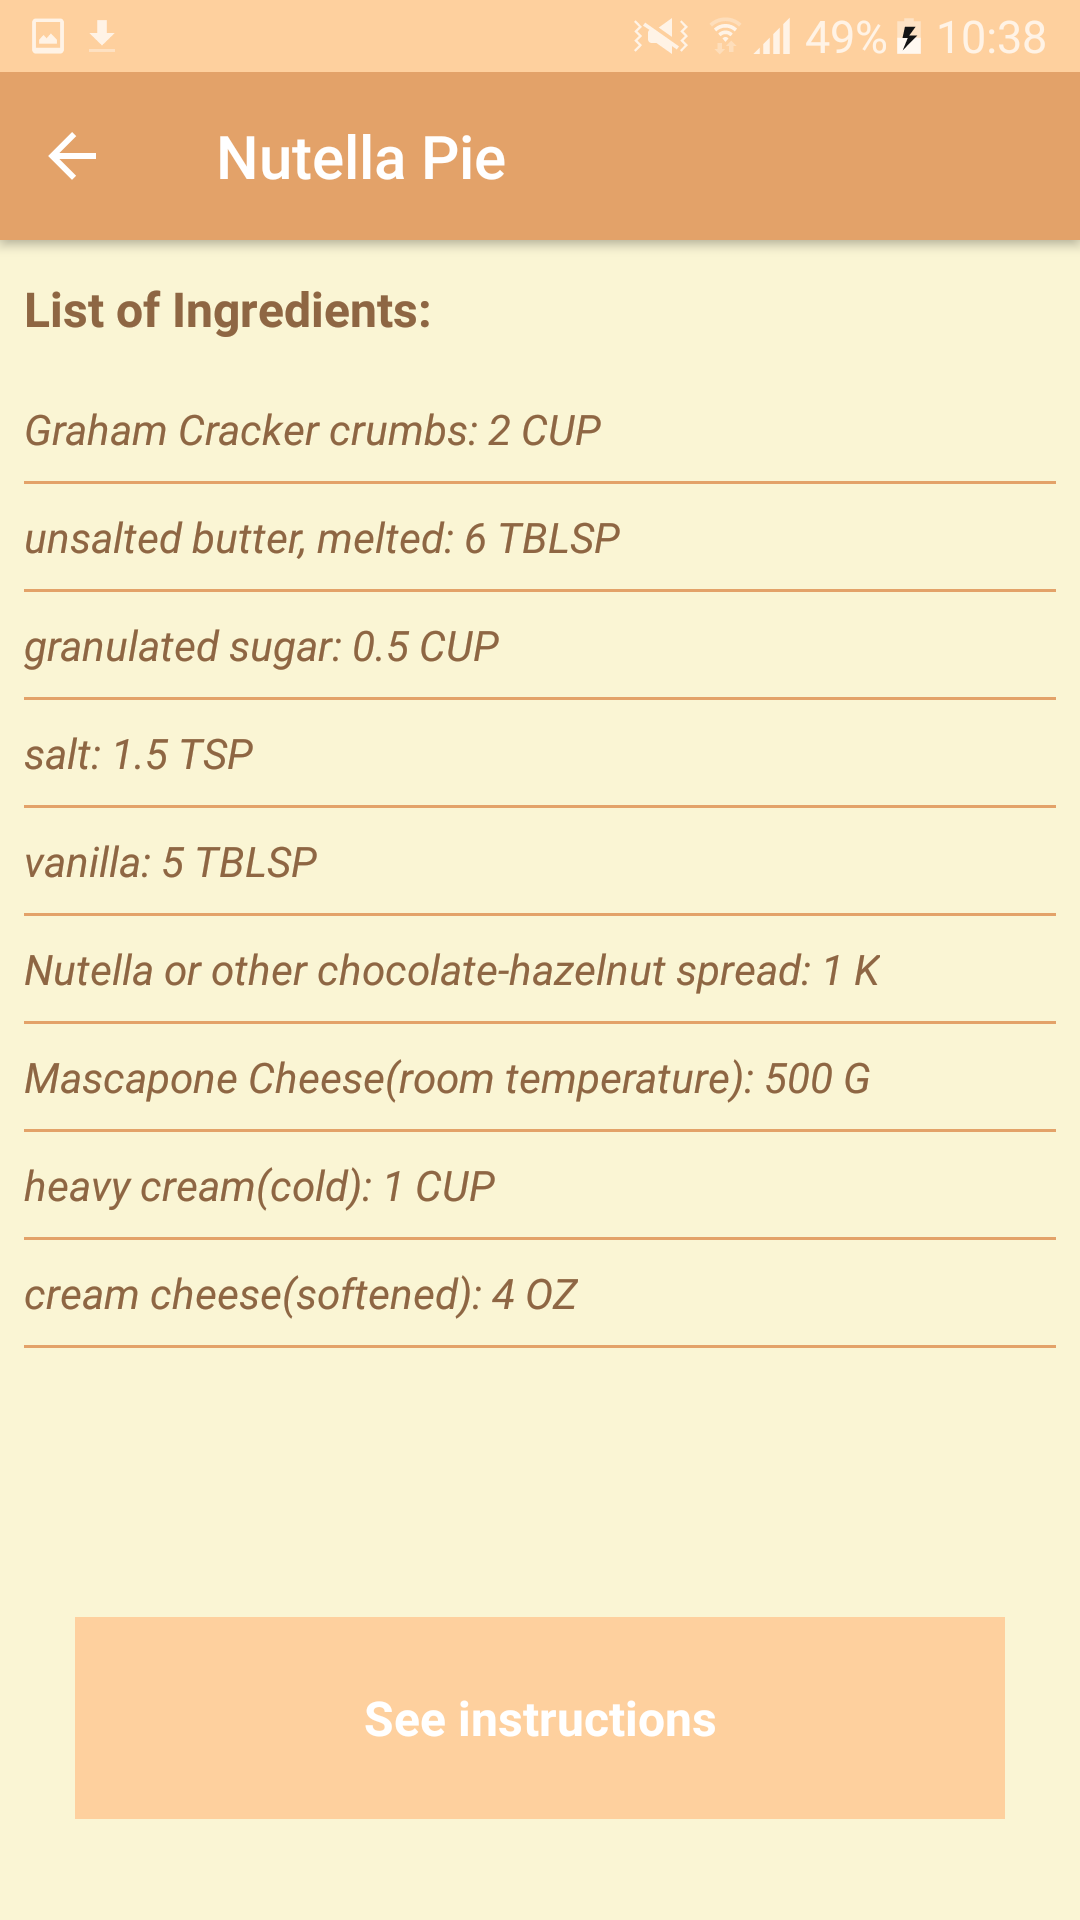 49% 10:38
Nutella Pie
List of Ingredients:
Graham Cracker crumbs: 2 CUP
unsalted butter, melted: 6 TBLSP
granulated sugar: 0.5 CUP
salt: 1.5 TSP
vanilla: 5 TBLSP
Nutella or other chocolate-hazelnut spread: 1 K
Mascapone Cheese(room temperature): 500 G
heavy cream(cold): 1 CUP
cream cheese(softened): 4 OZ
See instructions